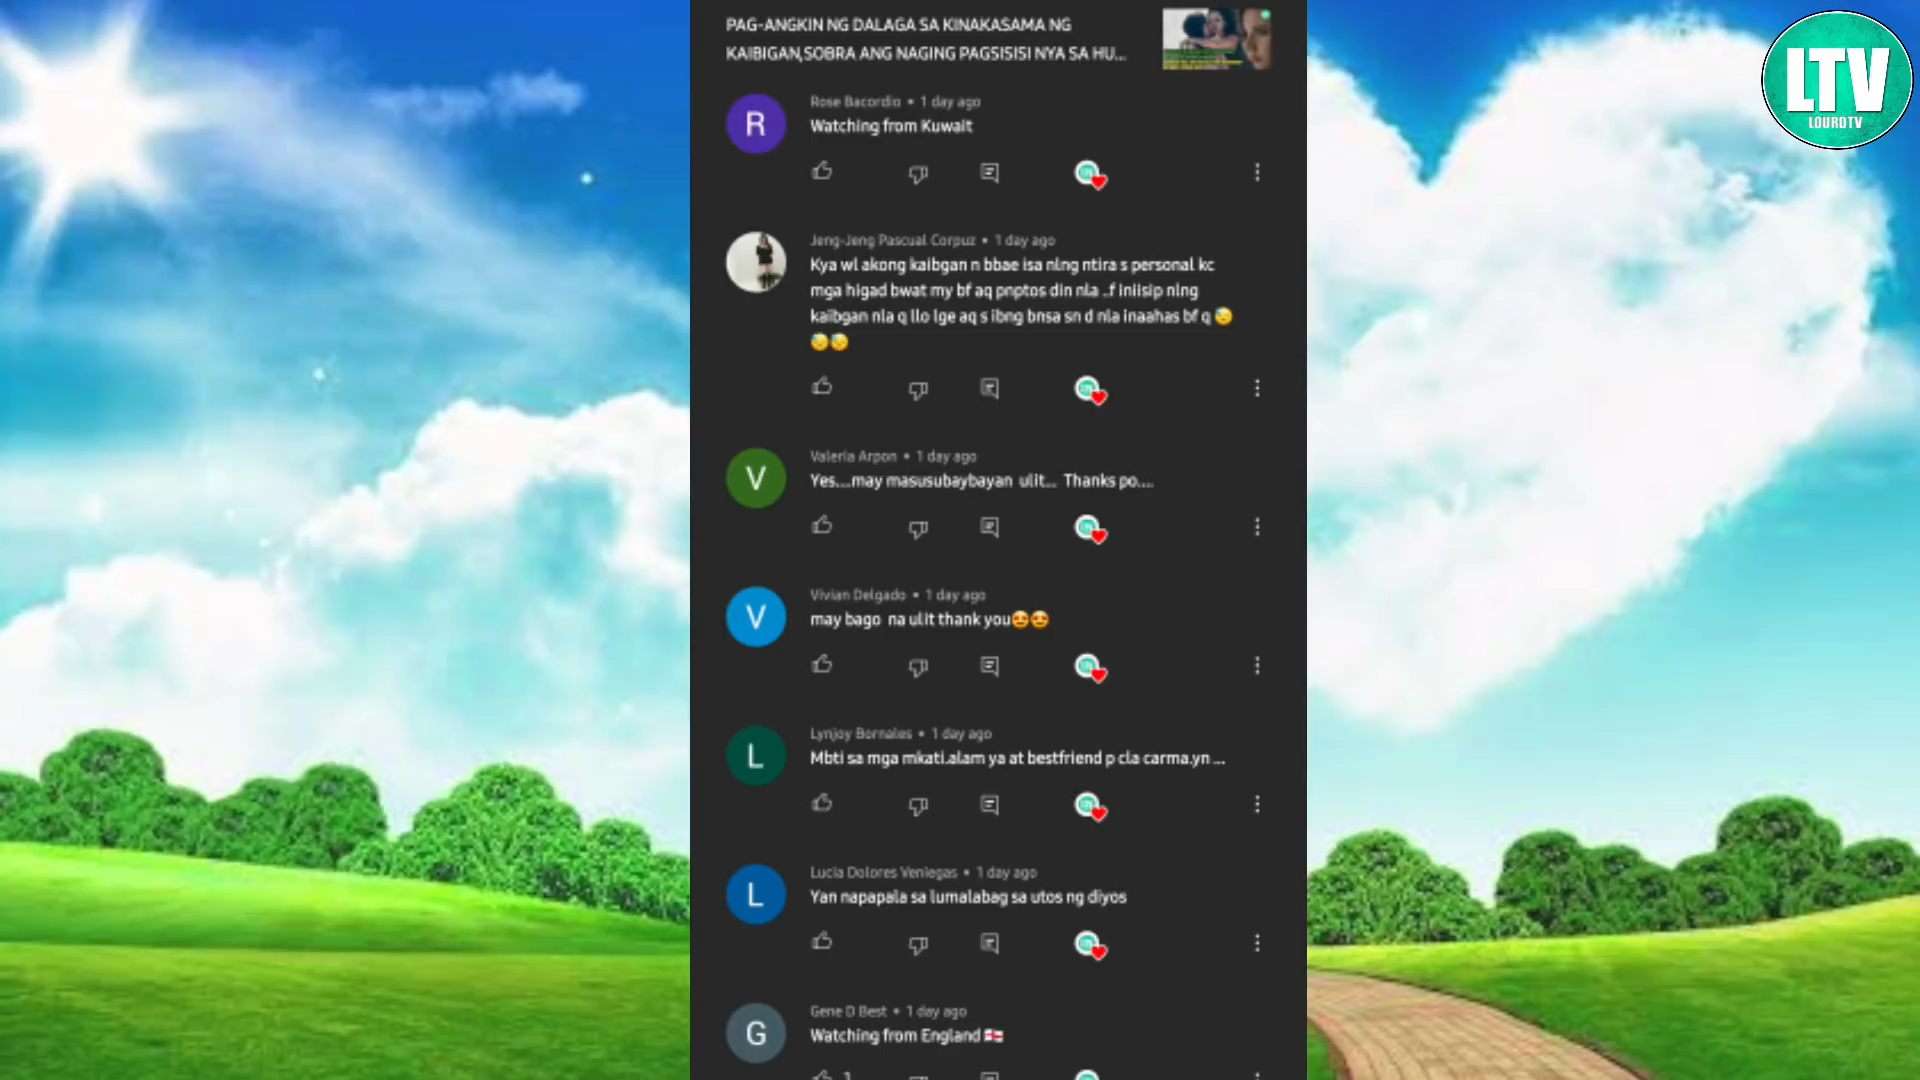 PAG-ANGKIN NG DALAGA SA KINAKASAMA NG
KAIBIGAN,SOBRA ANG NAGING PAGSISISI NYA SA HU...
LTV
LOURDTV
R
Rose Bacordio • 1 day ago
Watching from Kuwait
Jeng-Jeng Pascual Corpuz • 1 day ago
Kya wl akong kaibgan n bbae isa nlng ntira s personal kc
mga higad bwat my bf aq pnptos din nla ..f iniisip nlng
kaibgan nla q llo lge aq s ibng bnsa sn d nla inaahas bf q 😓
😓😓
V
Valeria Arpon • 1 day ago
Yes....may masusubaybayan ulit... Thanks po....
V
Vivian Delgado • 1 day ago
may bago na ulit thank you😍😍
L
Lynjoy Bornales • 1 day ago
Mbti sa mga mkati.alam ya at bestfriend p cla carma.yn ...
L
Lucia Dolores Veniegas • 1 day ago
Yan napapala sa lumalabag sa utos ng diyos
G
Gene D Best • 1 day ago
Watching from England 🏴󠁧󠁢󠁥󠁮󠁧󠁿